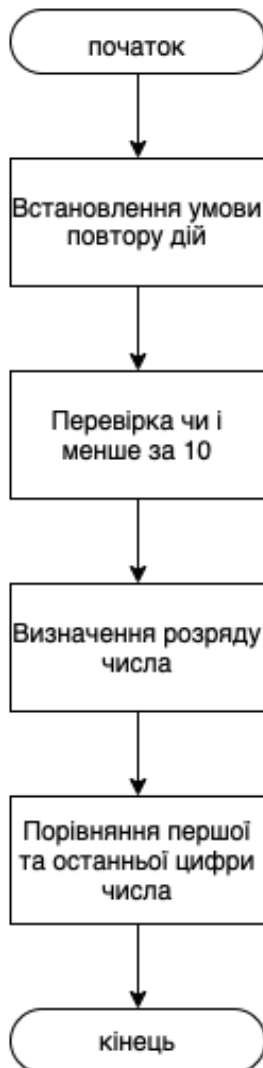 початок
Встановлення умови
повтору дій
Перевірка чи і
менше за 10
Визначення розряду
числа
Порівняння першої
та останньої цифри
числа
кінець